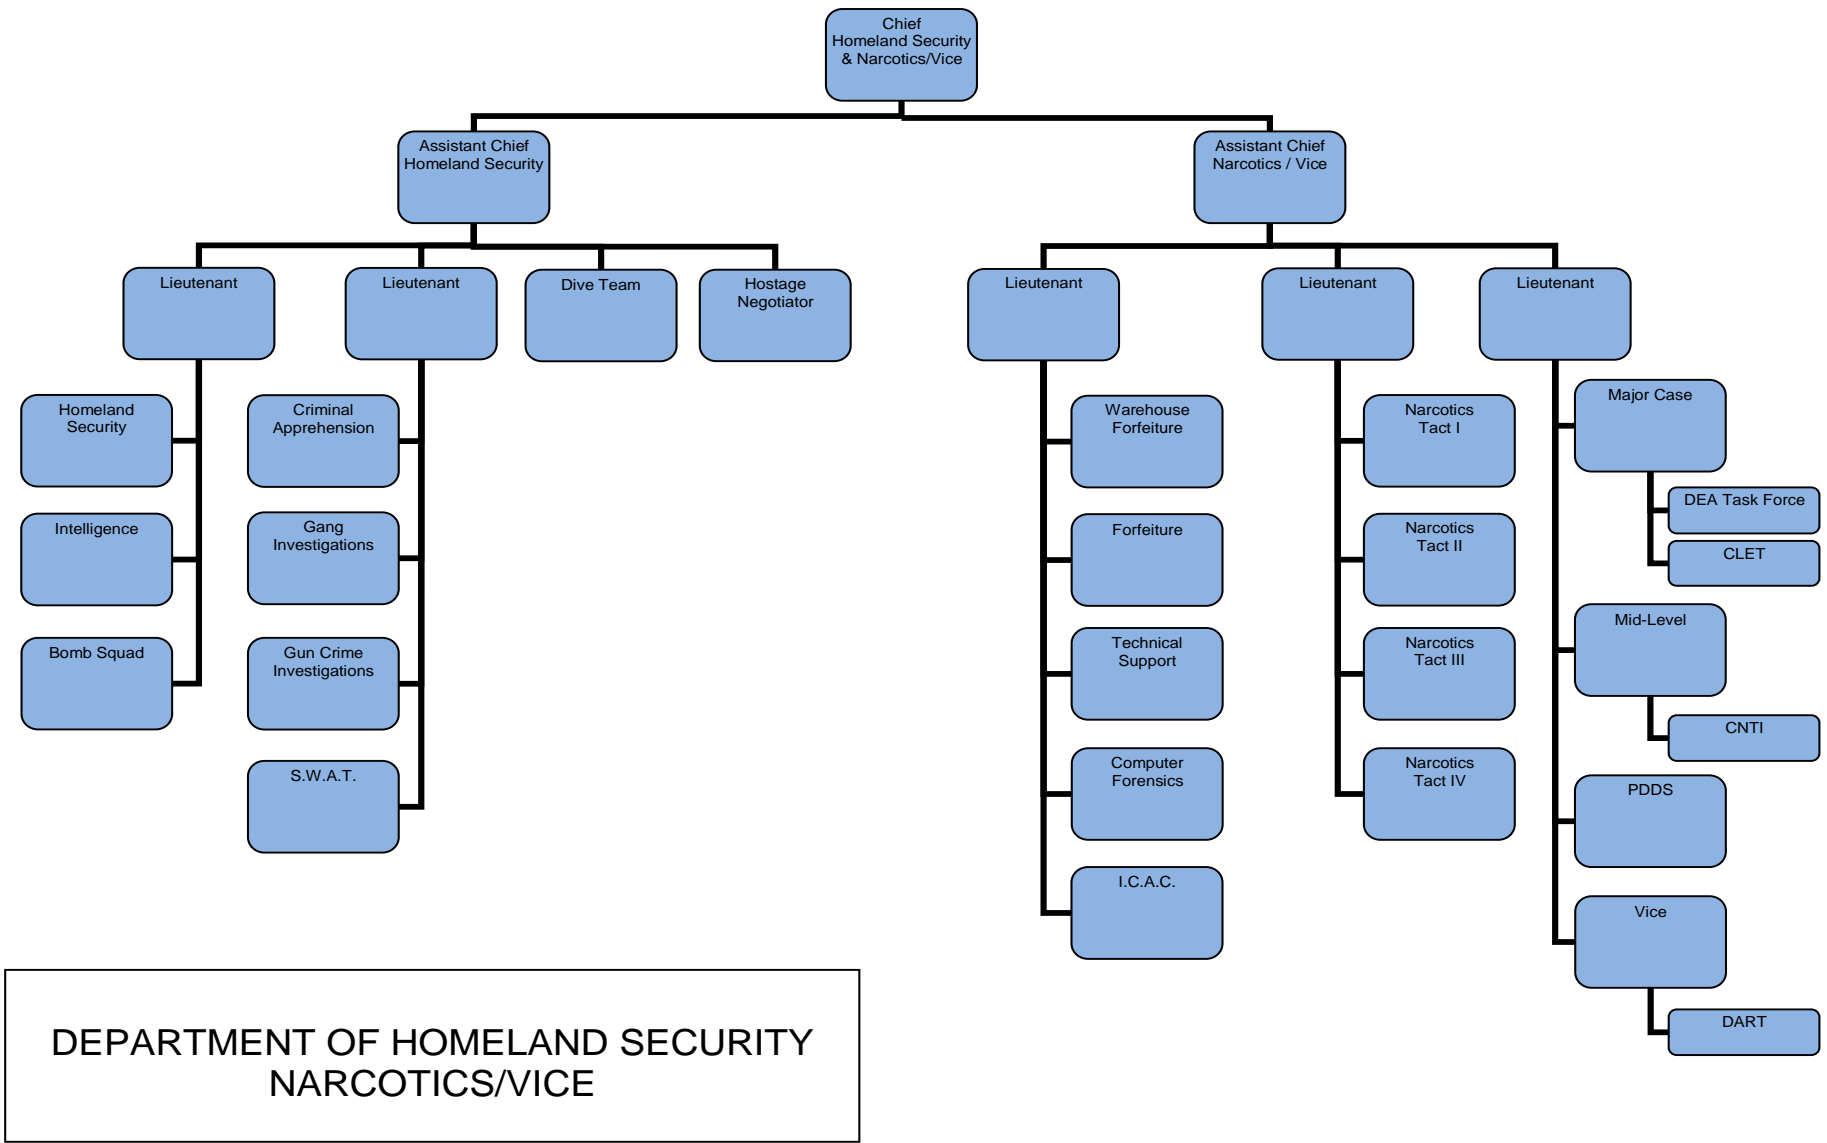 Chief
Homeland Security
& Narcotics/Vice
Assistant Chief
Homeland Security
Assistant Chief
Narcotics / Vice
Lieutenant
Lieutenant
Dive Team
Hostage
Negotiator
Lieutenant
Lieutenant
Lieutenant
Homeland
Security
Intelligence
Bomb Squad
Criminal
Apprehension
Gang
Investigations
Gun Crime
Investigations
S.W.A.T.
Warehouse
Forfeiture
Forfeiture
Technical
Support
Computer
Forensics
I.C.A.C.
Narcotics
Tact I
Narcotics
Tact II
Narcotics
Tact III
Narcotics
Tact IV
Major Case
DEA Task Force
CLET
Mid-Level
CNTI
PDDS
Vice
DART
DEPARTMENT OF HOMELAND SECURITY
NARCOTICS/VICE